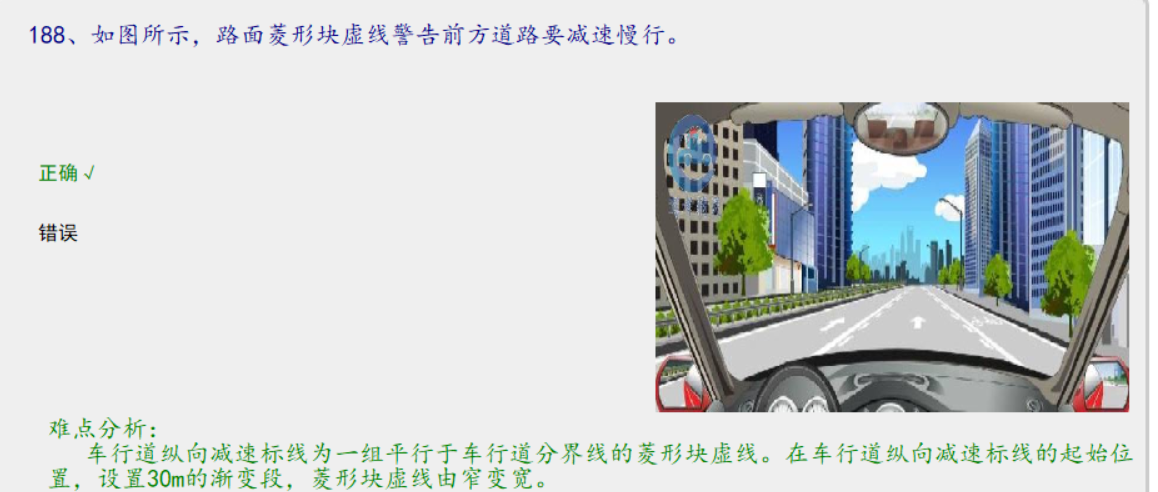 188、如图所示，路面菱形块虚线警告前方道路要减速慢行。
正确 √
错误
难点分析：
车行道纵向减速标线为一组平行于车行道分界线的菱形块虚线。在车行道纵向减速标线的起始位
置，设置30m的渐变段，菱形块虚线由窄变宽。